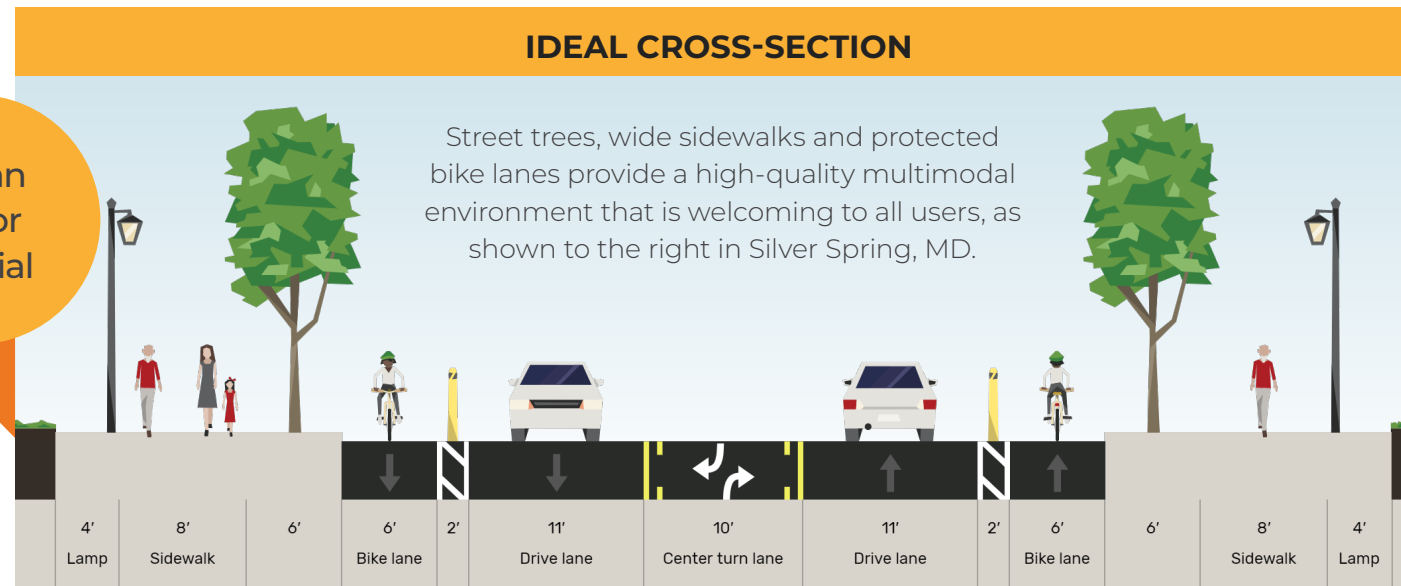 IDEAL CROSS-SECTION
Street trees, wide sidewalks and protected
bike lanes provide a high-quality multimodal
environment that is welcoming to all users, as
shown to the right in Silver Spring, MD.
4′ 8′ 6′ 6′ 2′ 11′ 10′ 11′ 2′ 6′ 6′ 8′ 4′
Lamp Sidewalk Bike lane Drive lane Center turn lane Drive lane Bike lane Sidewalk Lamp